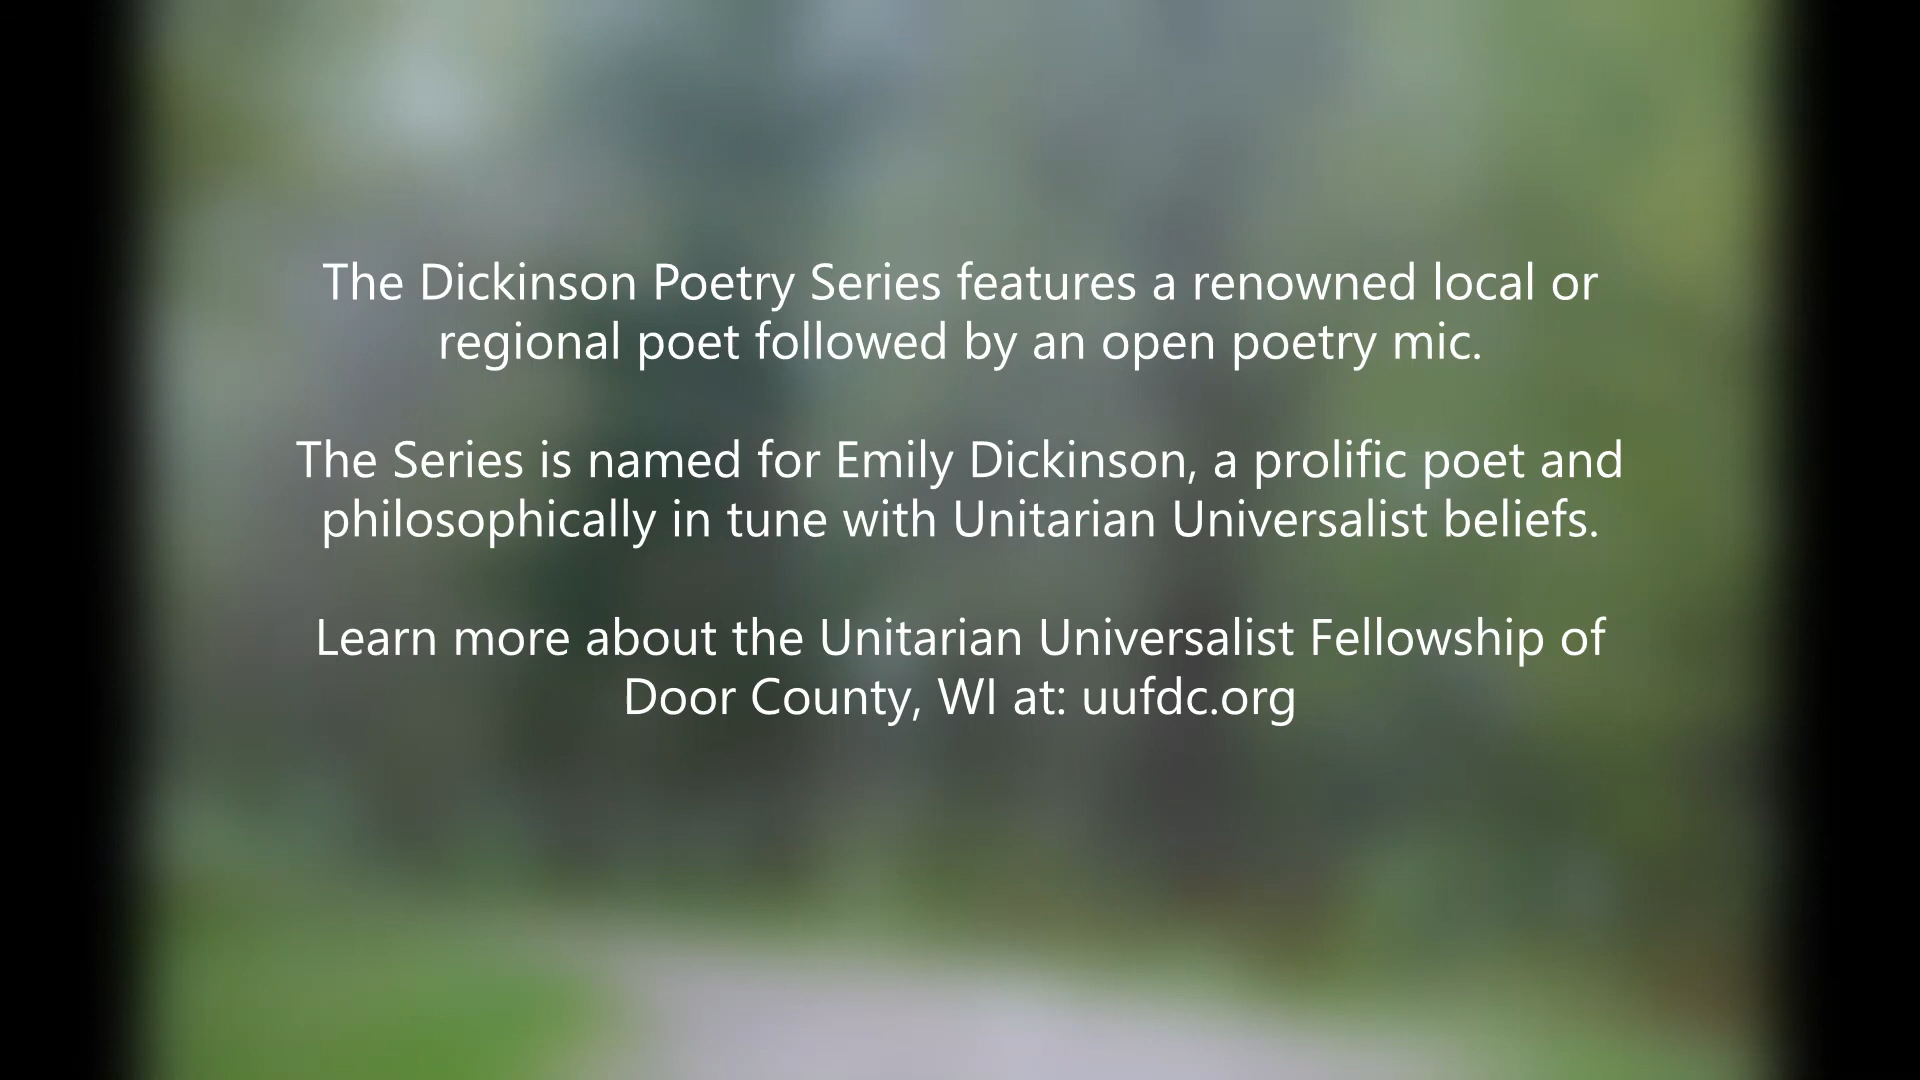 The Dickinson Poetry Series features a renowned local or
regional poet followed by an open poetry mic.
The Series is named for Emily Dickinson, a prolific poet and
philosophically in tune with Unitarian Universalist beliefs.
Learn more about the Unitarian Universalist Fellowship of
Door County, WI at: uufdc.org